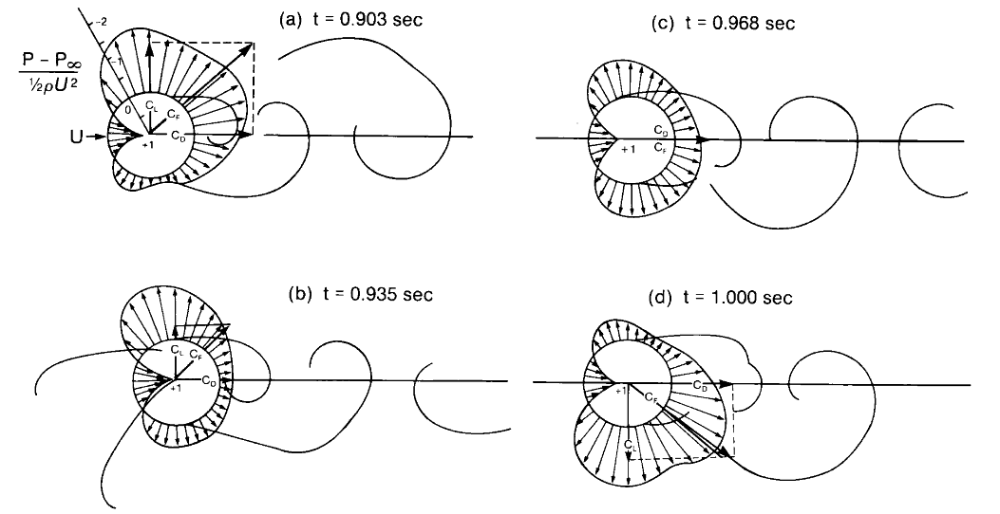 (a) t = 0.903 sec
-2
-1
0
P - P∞
½ρU²
U
C_L
C_F
C_D
+1
(c) t = 0.968 sec
C_D
C_F
+1
(b) t = 0.935 sec
C_L
C_F
C_D
+1
(d) t = 1.000 sec
+1
C_D
C_F
C_L